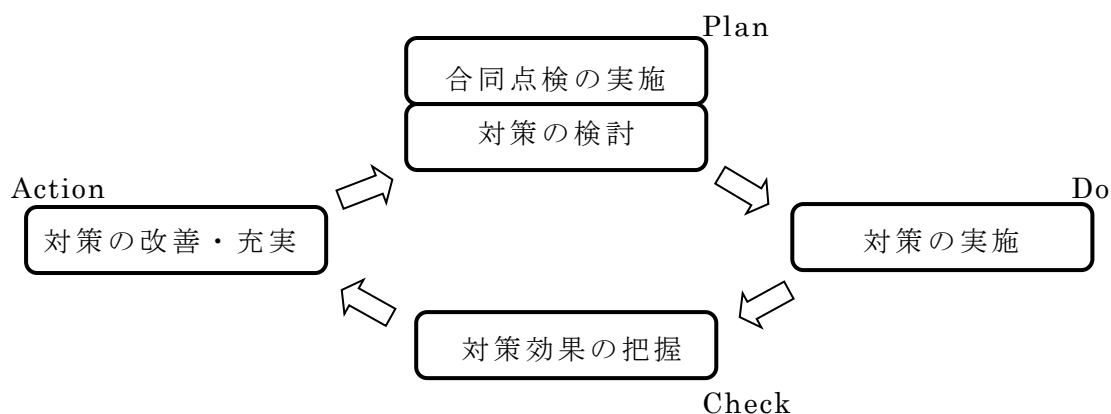 Plan
合同点検の実施
対策の検討
Action
Do
対策の改善・充実
対策の実施
対策効果の把握
Check